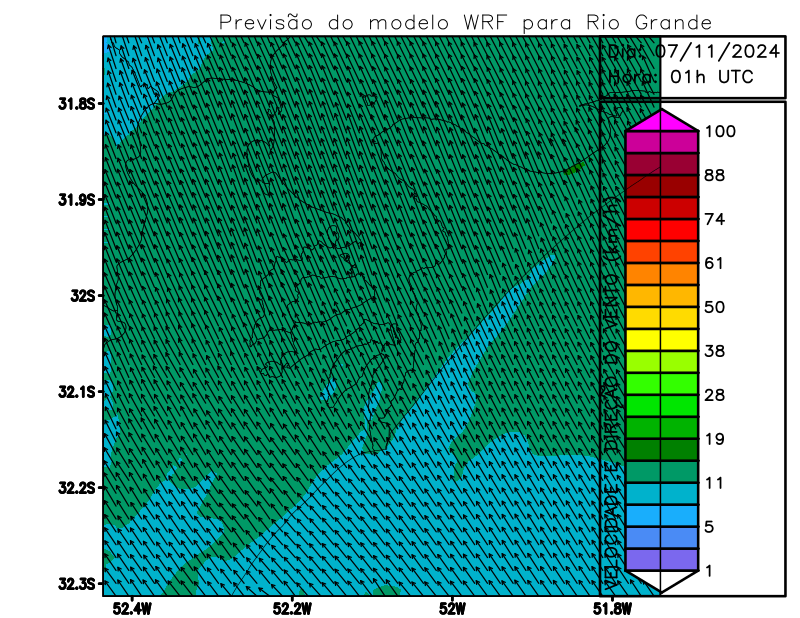 Previsão do modelo WRF para Rio Grande
Dia: 07/11/2024
Hora: 01h UTC
VELOCIDADE E DIREÇÃO DO VENTO (km/h)
100
88
74
61
50
38
28
19
11
5
1
31.8S
31.9S
32S
32.1S
32.2S
32.3S
52.4W
52.2W
52W
51.8W